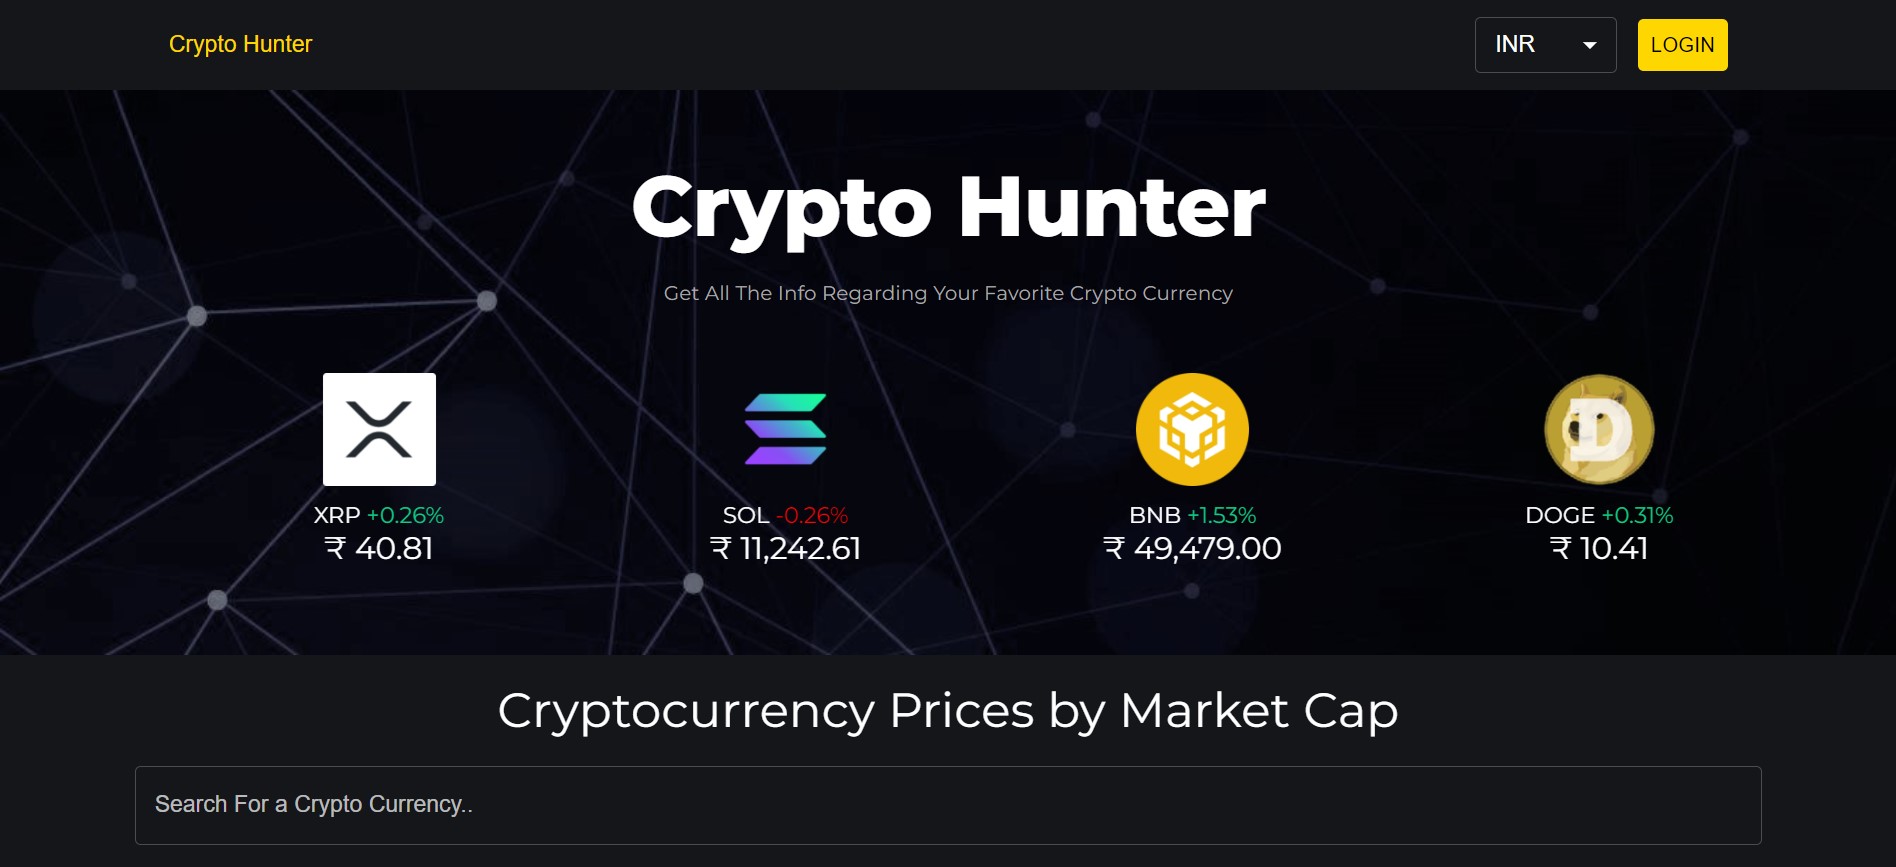 Crypto Hunter
INR
LOGIN
Crypto Hunter
Get All The Info Regarding Your Favorite Crypto Currency
XRP +0.26%
₹ 40.81
SOL -0.26%
₹ 11,242.61
BNB +1.53%
₹ 49,479.00
DOGE +0.31%
₹ 10.41
Cryptocurrency Prices by Market Cap
Search For a Crypto Currency..